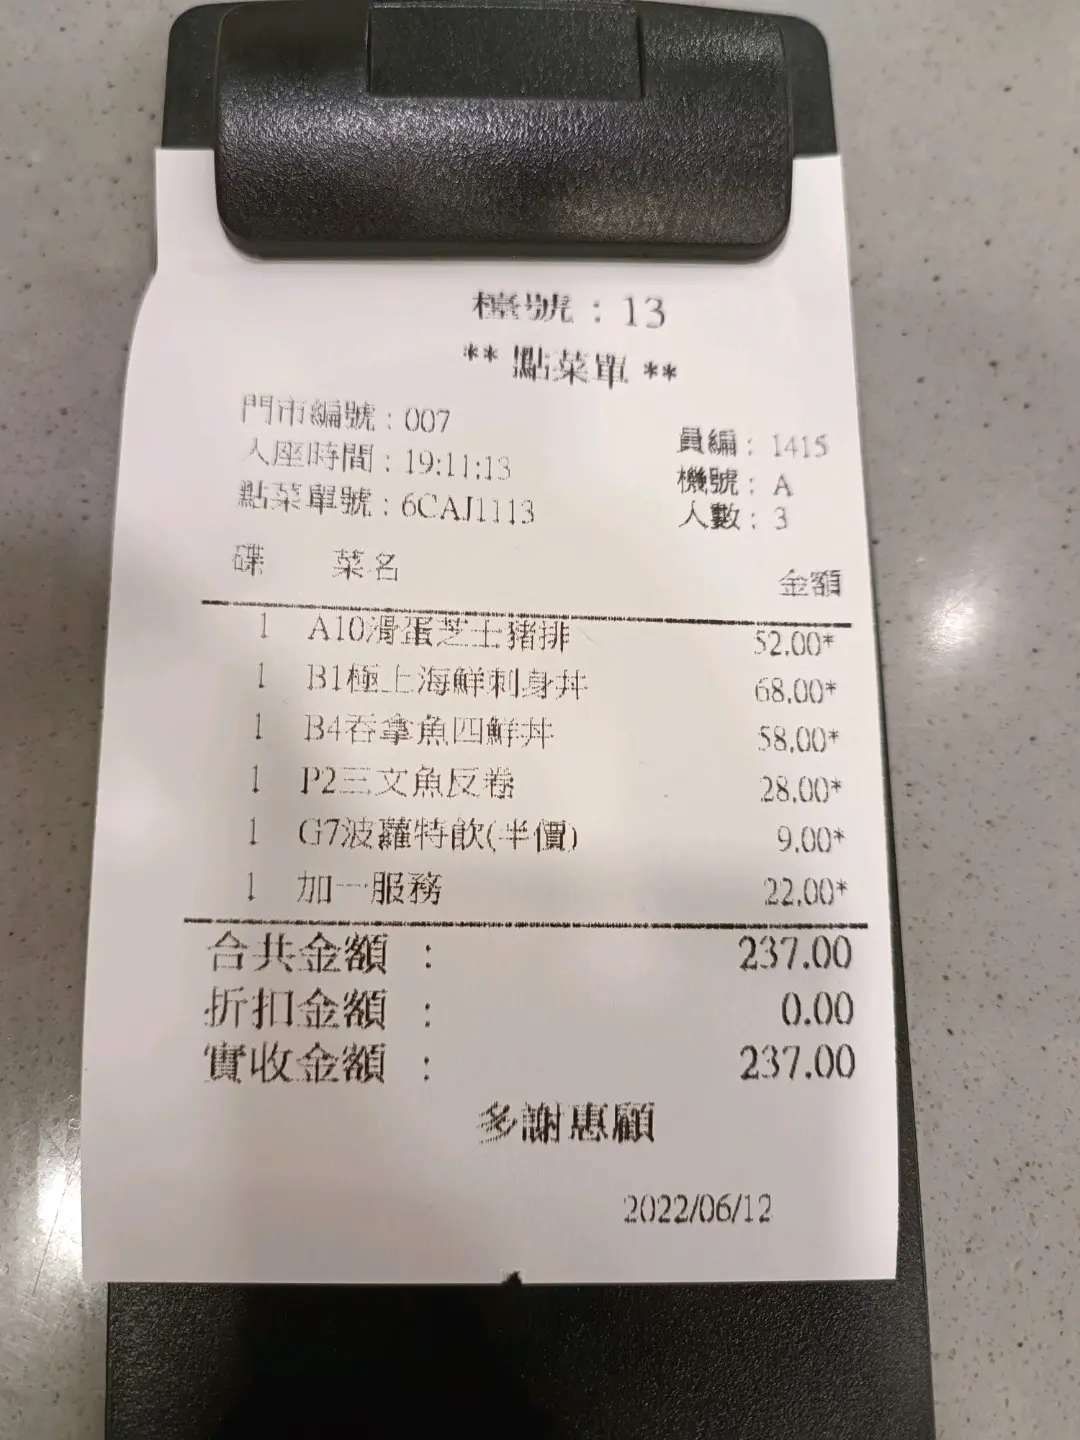 檯號：13
** 點菜單 **
門市編號：007
員編：1415
入座時間：19:11:13
機號：A
點菜單號：6CAJ1113
人數：3
碟 菜名 金額
1 A10滑蛋芝士豬排 52.00*
1 B1極上海鮮刺身丼 68.00*
1 B4吞拿魚四鮮丼 58.00*
1 P2三文魚反卷 28.00*
1 G7波蘿特飲(半價) 9.00*
1 加一服務 22.00*
合共金額 ： 237.00
折扣金額 ： 0.00
實收金額 ： 237.00
多謝惠顧
2022/06/12